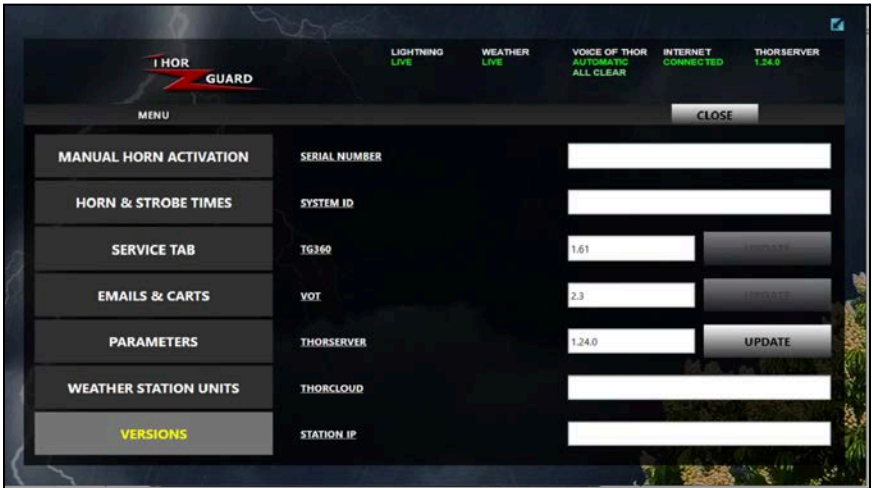 THOR
GUARD
LIGHTNING
LIVE
WEATHER
LIVE
VOICE OF THOR
AUTOMATIC
ALL CLEAR
INTERNET
CONNECTED
THORSERVER
1.24.0
MENU
CLOSE
MANUAL HORN ACTIVATION
SERIAL NUMBER
HORN & STROBE TIMES
SYSTEM ID
SERVICE TAB
TG360
1.61
UPDATE
EMAILS & CARTS
VOT
2.3
UPDATE
PARAMETERS
THORSERVER
1.24.0
UPDATE
WEATHER STATION UNITS
THORCLOUD
VERSIONS
STATION IP